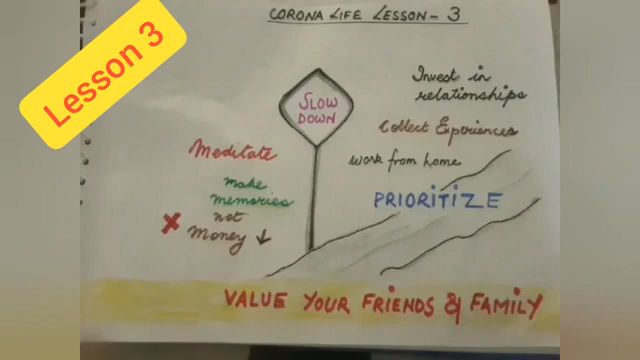 CORONA LIFE LESSON - 3
Lesson 3
SLOW
DOWN
Invest in
relationships
Collect Experiences
work from home
PRIORITIZE
Meditate
make
memories
not
Money ↓
VALUE YOUR FRIENDS & FAMILY